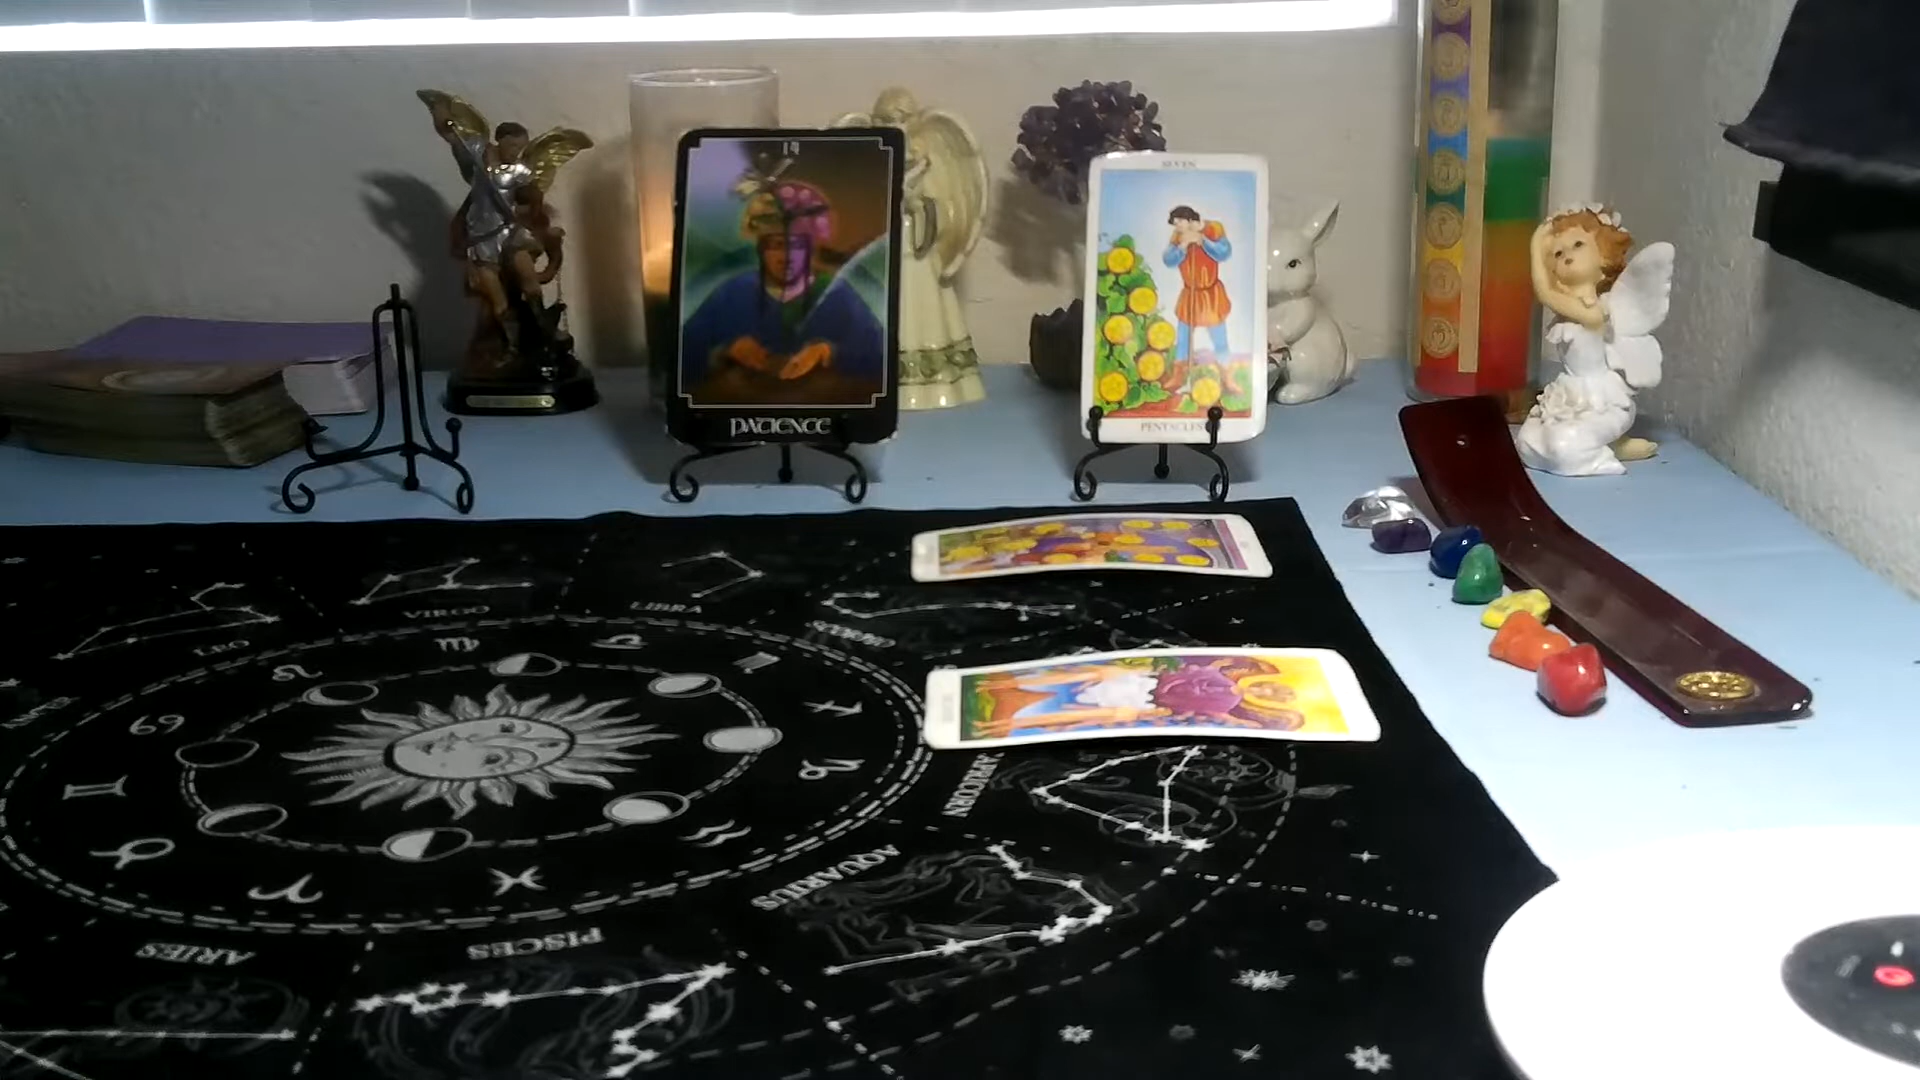 14
PATIENCE
SEVEN
PENTACLES
LEO
VIRGO
LIBRA
SCORPIO
CAPRICORN
AQUARIUS
PISCES
ARIES